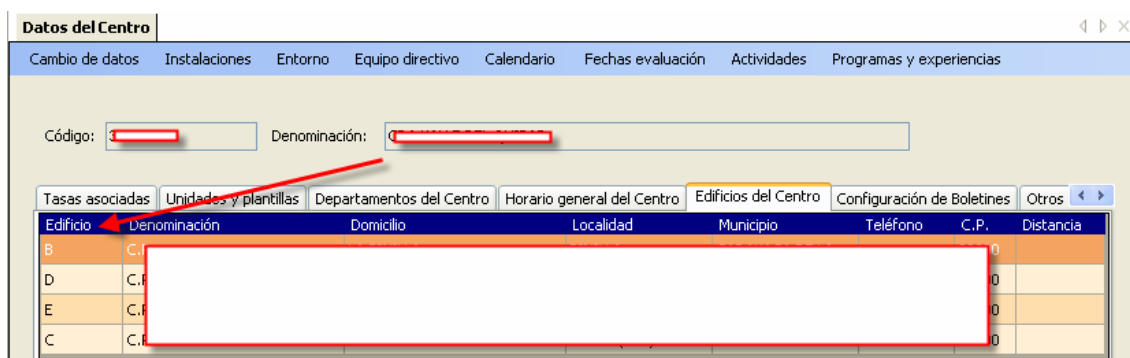 Datos del Centro
Cambio de datos Instalaciones Entorno Equipo directivo Calendario Fechas evaluación Actividades Programas y experiencias
Código: Denominación:
Tasas asociadas Unidades y plantillas Departamentos del Centro Horario general del Centro Edificios del Centro Configuración de Boletines Otros
Edificio Denominación Domicilio Localidad Municipio Teléfono C.P. Distancia
B
D
E
C